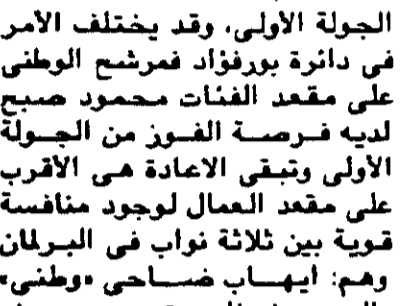 الجولة الأولى. وقد يختلف الأمر
فى دائرة بورفؤاد فمرشح الوطنى
على مقعد الفئات محمود صبح
لديه فرصة الفوز من الجولة
الأولى وتبقى الاعادة هى الأقرب
على مقعد العمال لوجود منافسة
قوية بين ثلاثة نواب فى البرلمان
وهم: ايهاب ضاحى «وطنى»